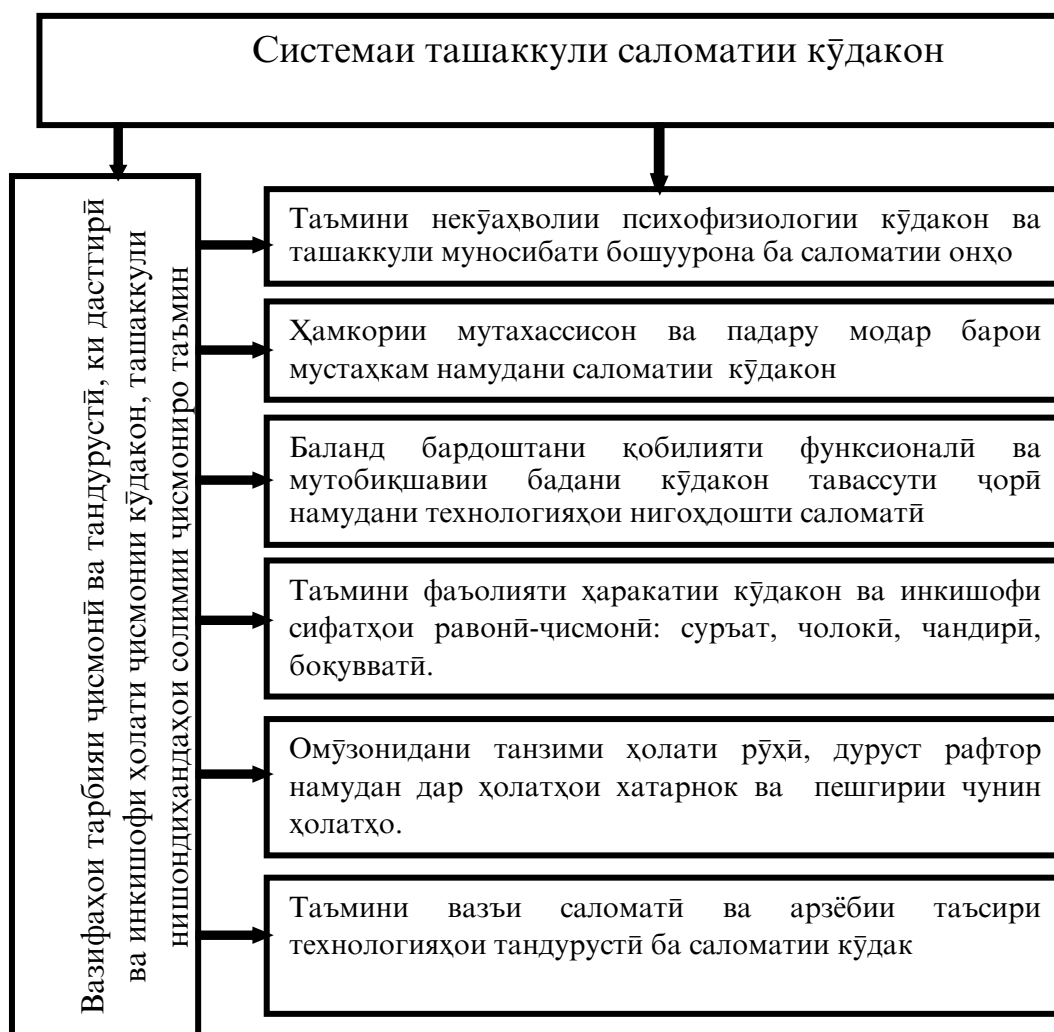 Системаи ташаккули саломатии кӯдакон
Вазифаҳои тарбияи ҷисмонӣ ва тандурустӣ, ки дастгирӣ
ва инкишофи ҳолати ҷисмонии кӯдакон, ташаккули
нишондиҳандаҳои солимии ҷисмониро таъмин
Таъмини некӯаҳволии психофизиологии кӯдакон ва
ташаккули муносибати бошуурона ба саломатии онҳо
Ҳамкории мутахассисон ва падару модар барои
мустаҳкам намудани саломатии кӯдакон
Баланд бардоштани қобилияти функсионалӣ ва
мутобиқшавии бадани кӯдакон тавассути ҷорӣ
намудани технологияҳои нигоҳдошти саломатӣ
Таъмини фаъолияти ҳаракатии кӯдакон ва инкишофи
сифатҳои равонӣ-ҷисмонӣ: суръат, чолокӣ, чандирӣ,
боқувватӣ.
Омӯзонидани танзими ҳолати рӯҳӣ, дуруст рафтор
намудан дар ҳолатҳои хатарнок ва пешгирии чунин
ҳолатҳо.
Таъмини вазъи саломатӣ ва арзёбии таъсири
технологияҳои тандурустӣ ба саломатии кӯдак